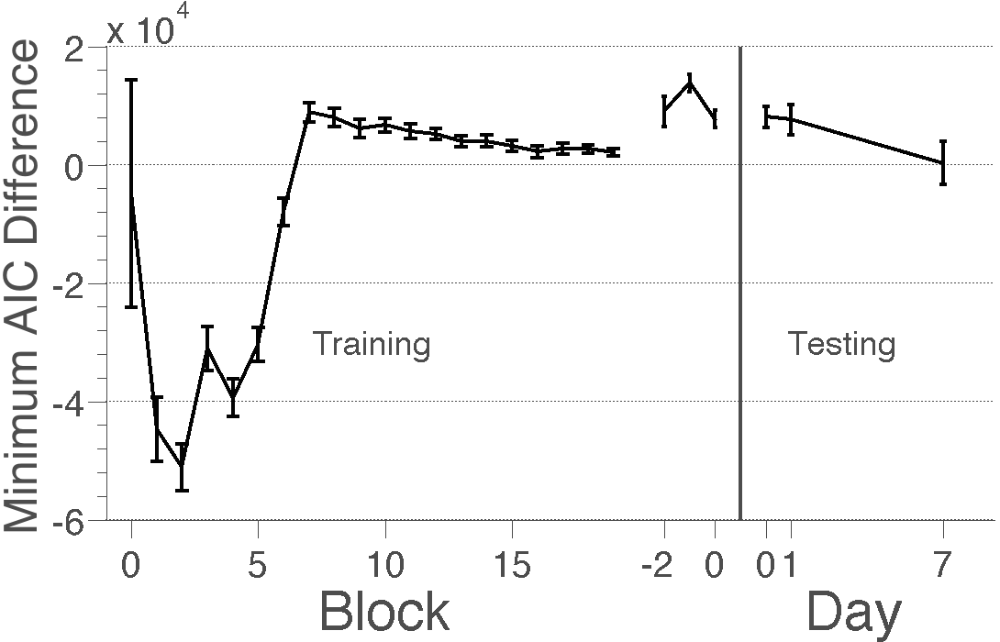 x 10^4
Minimum AIC Difference
2
0
-2
-4
-6
Training
Testing
0 5 10 15 -2 0 0 1 7
Block
Day